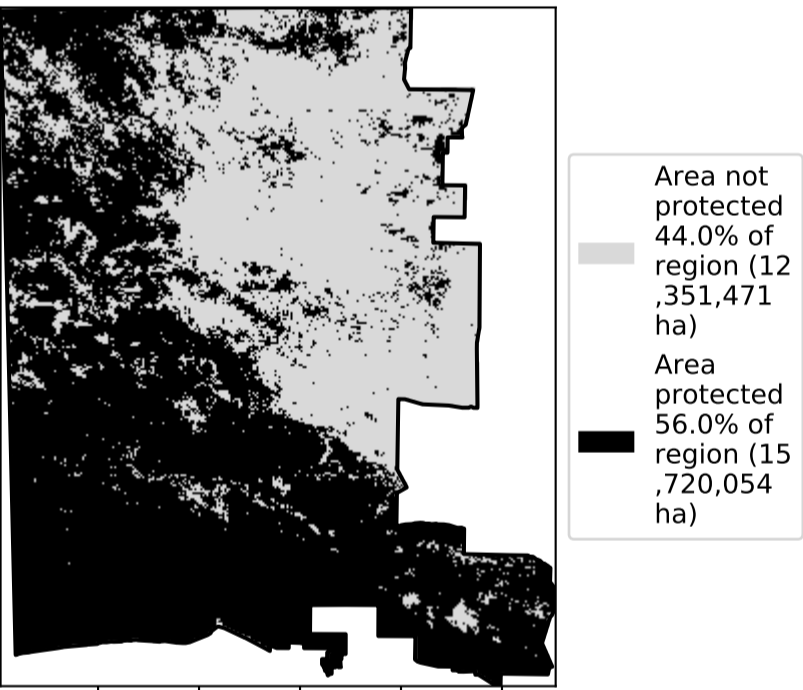 Area not
protected
44.0% of
region (12
,351,471
ha)
Area
protected
56.0% of
region (15
,720,054
ha)